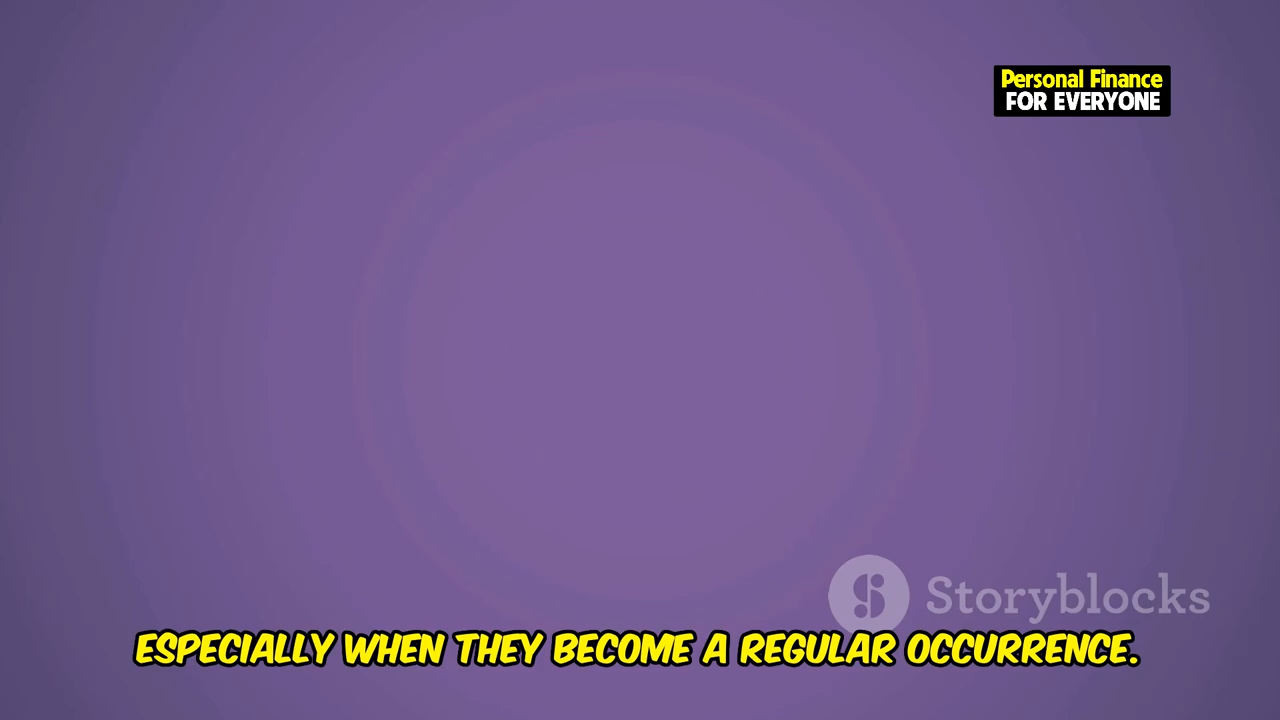 Personal Finance
FOR EVERYONE
Storyblocks
ESPECIALLY WHEN THEY BECOME A REGULAR OCCURRENCE.